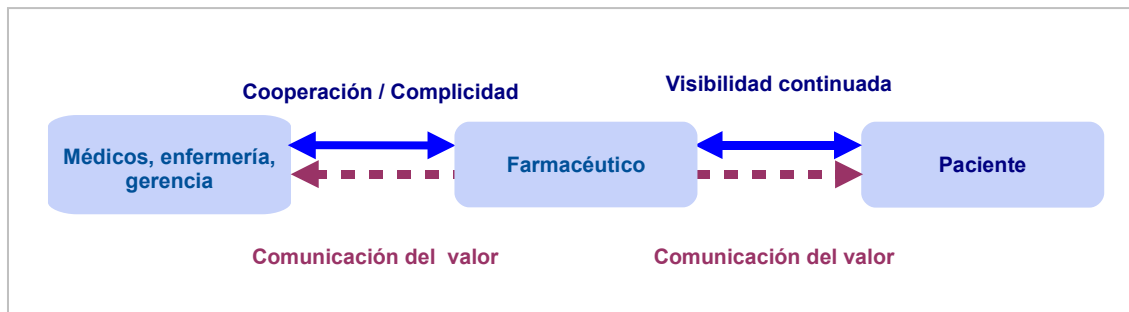 Cooperación / Complicidad
Visibilidad continuada
Médicos, enfermería,
gerencia
Farmacéutico
Paciente
Comunicación del valor
Comunicación del valor